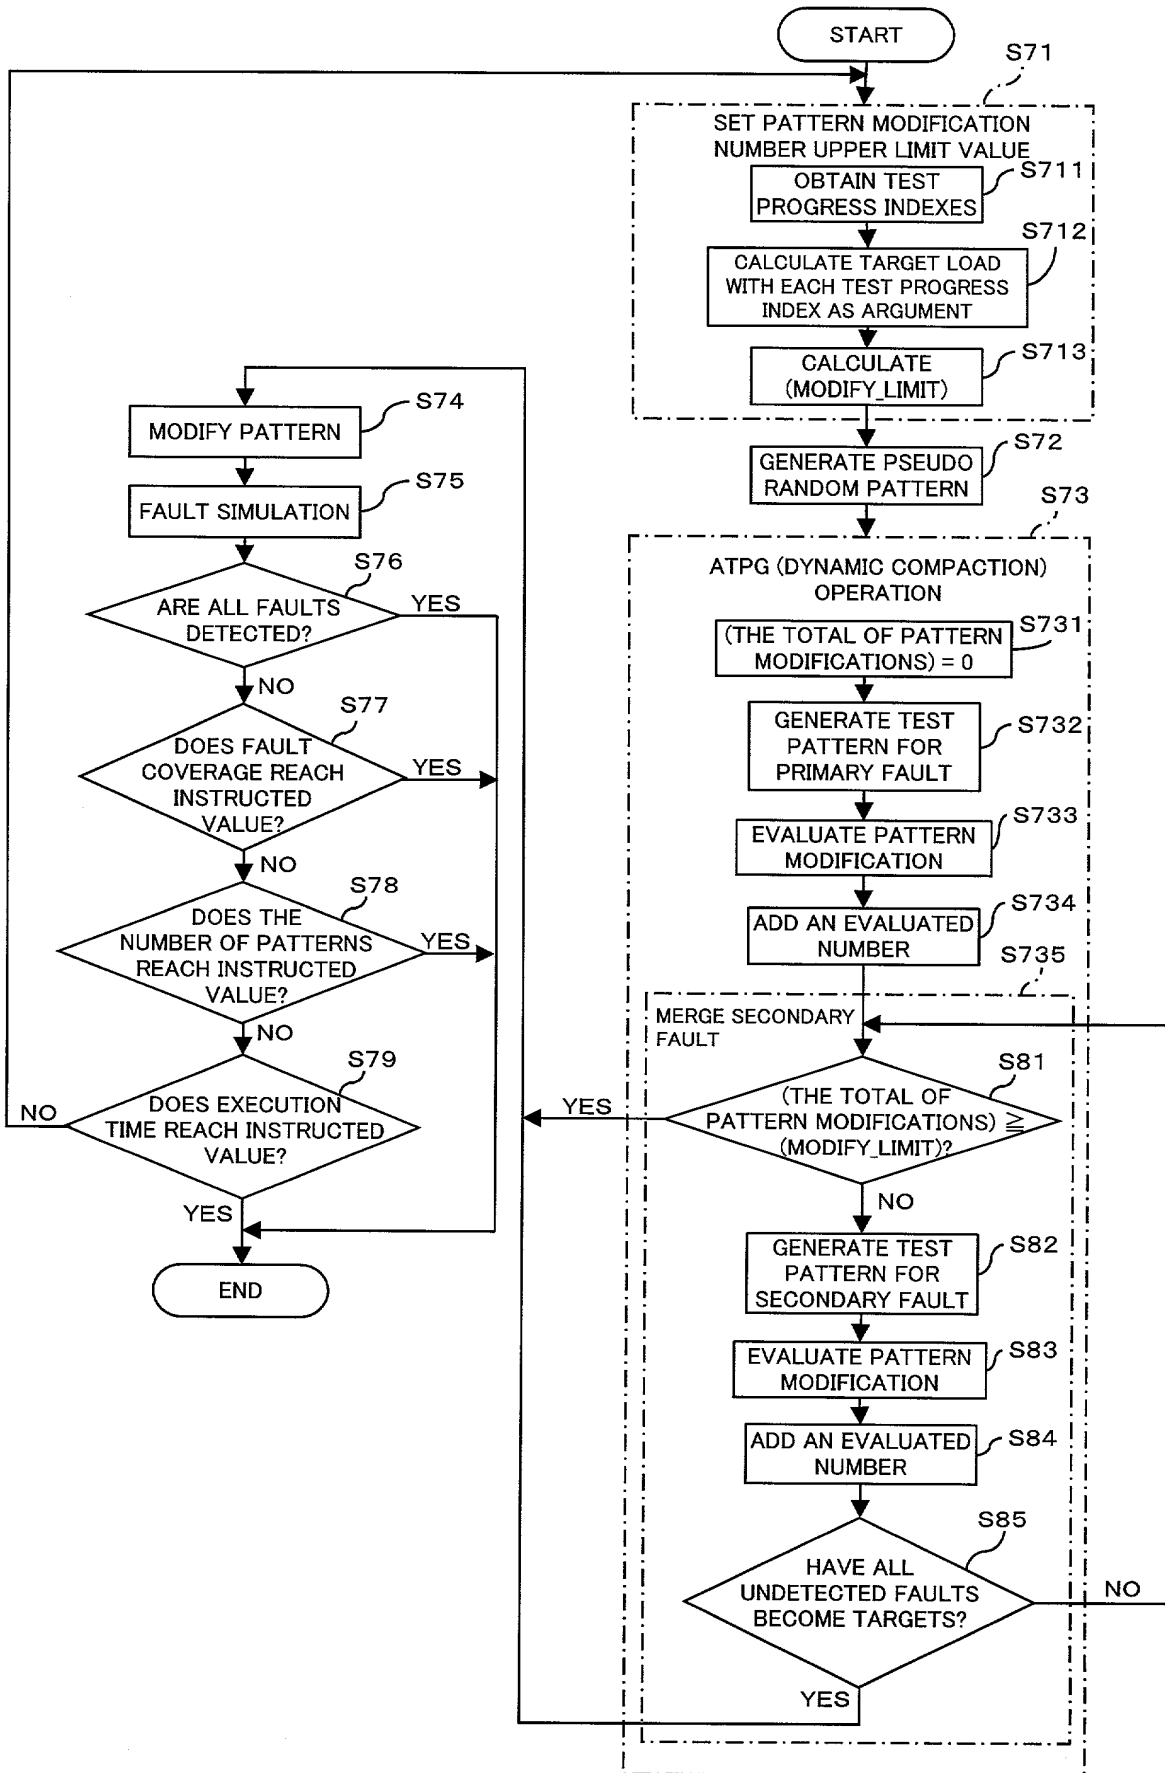 START
S71
SET PATTERN MODIFICATION
NUMBER UPPER LIMIT VALUE
S711
OBTAIN TEST
PROGRESS INDEXES
S712
CALCULATE TARGET LOAD
WITH EACH TEST PROGRESS
INDEX AS ARGUMENT
S713
CALCULATE
(MODIFY_LIMIT)
S72
GENERATE PSEUDO
RANDOM PATTERN
S73
ATPG (DYNAMIC COMPACTION)
OPERATION
S731
(THE TOTAL OF PATTERN
MODIFICATIONS) = 0
S732
GENERATE TEST
PATTERN FOR
PRIMARY FAULT
S733
EVALUATE PATTERN
MODIFICATION
S734
ADD AN EVALUATED
NUMBER
S735
MERGE SECONDARY
FAULT
S81
(THE TOTAL OF
PATTERN MODIFICATIONS) ≧
(MODIFY_LIMIT)?
YES
NO
S82
GENERATE TEST
PATTERN FOR
SECONDARY FAULT
S83
EVALUATE PATTERN
MODIFICATION
S84
ADD AN EVALUATED
NUMBER
S85
HAVE ALL
UNDETECTED FAULTS
BECOME TARGETS?
NO
YES
S74
MODIFY PATTERN
S75
FAULT SIMULATION
S76
ARE ALL FAULTS
DETECTED?
YES
NO
S77
DOES FAULT
COVERAGE REACH
INSTRUCTED
VALUE?
YES
NO
S78
DOES THE
NUMBER OF PATTERNS
REACH INSTRUCTED
VALUE?
YES
NO
S79
DOES EXECUTION
TIME REACH INSTRUCTED
VALUE?
NO
YES
END